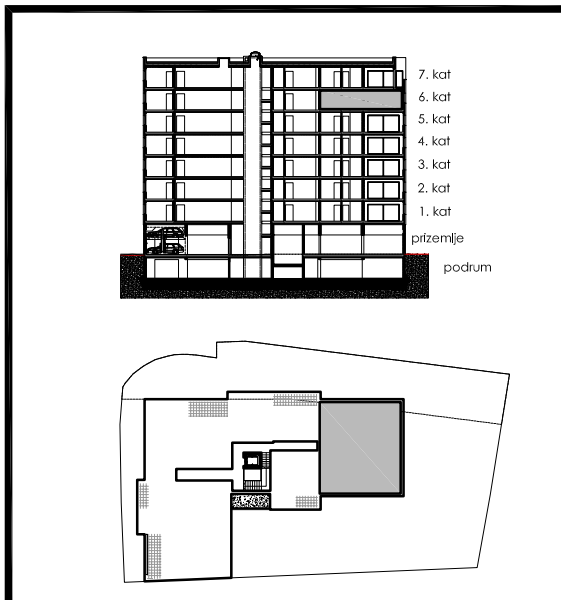 7. kat
6. kat
5. kat
4. kat
3. kat
2. kat
1. kat
prizemlje
podrum